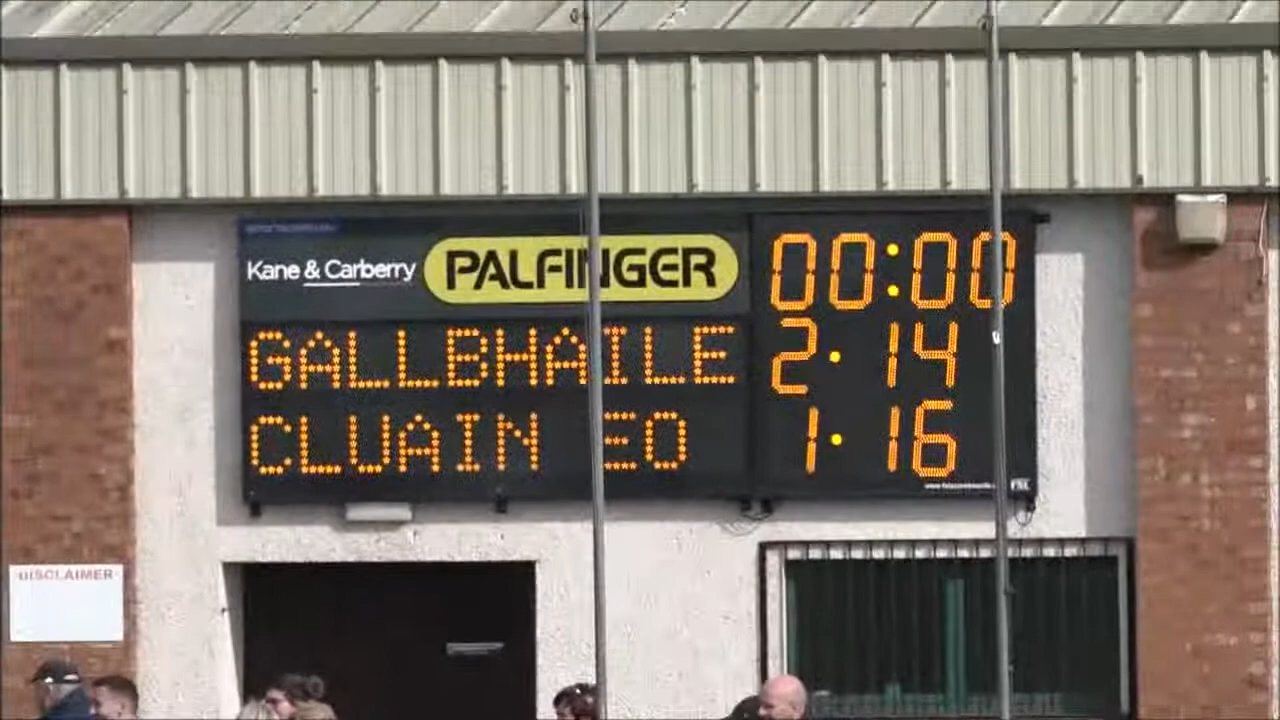 Kane & Carberry PALFINGER 00:00
GALLBHAILE 2·14
CLUAIN EO 1·16
DISCLAIMER